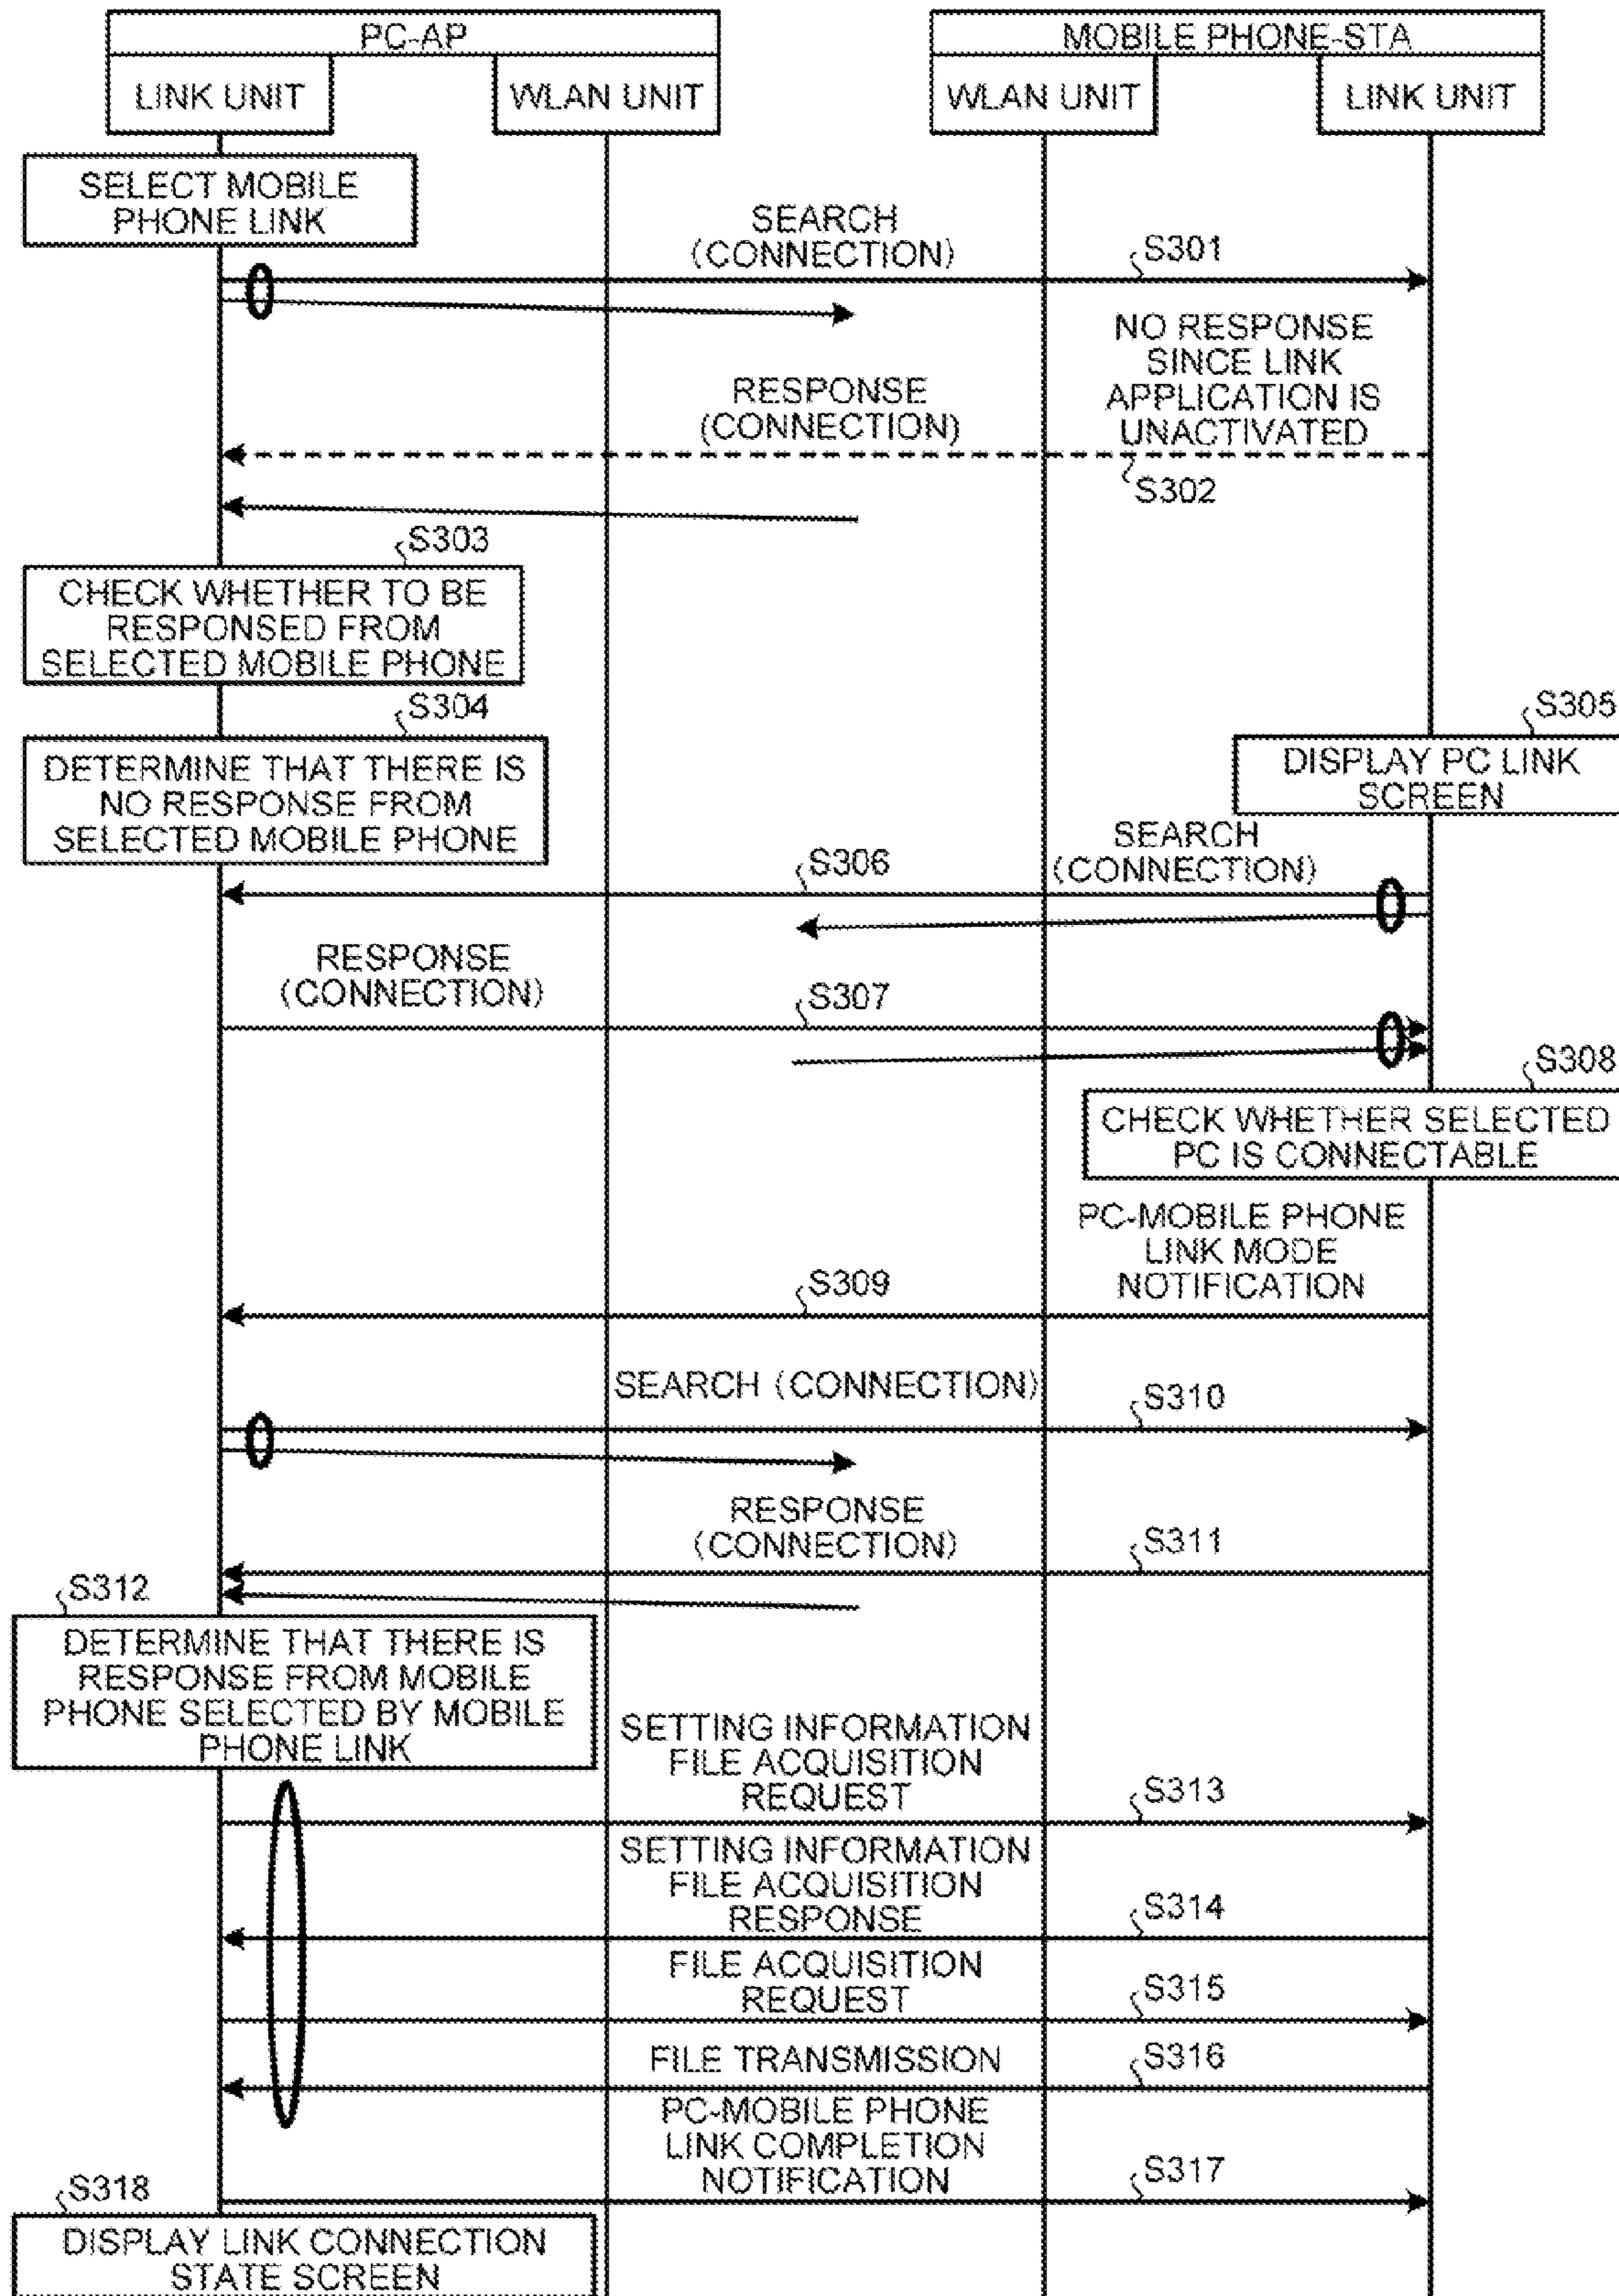 PC-AP
MOBILE PHONE-STA
LINK UNIT
WLAN UNIT
WLAN UNIT
LINK UNIT
SELECT MOBILE
PHONE LINK
SEARCH
(CONNECTION)
S301
NO RESPONSE
SINCE LINK
APPLICATION IS
UNACTIVATED
RESPONSE
(CONNECTION)
S302
S303
CHECK WHETHER TO BE
RESPONSED FROM
SELECTED MOBILE PHONE
S304
DETERMINE THAT THERE IS
NO RESPONSE FROM
SELECTED MOBILE PHONE
S305
DISPLAY PC LINK
SCREEN
SEARCH
(CONNECTION)
S306
RESPONSE
(CONNECTION)
S307
S308
CHECK WHETHER SELECTED
PC IS CONNECTABLE
PC-MOBILE PHONE
LINK MODE
NOTIFICATION
S309
SEARCH (CONNECTION)
S310
RESPONSE
(CONNECTION)
S311
S312
DETERMINE THAT THERE IS
RESPONSE FROM MOBILE
PHONE SELECTED BY MOBILE
PHONE LINK
SETTING INFORMATION
FILE ACQUISITION
REQUEST
S313
SETTING INFORMATION
FILE ACQUISITION
RESPONSE
S314
FILE ACQUISITION
REQUEST
S315
FILE TRANSMISSION
S316
PC-MOBILE PHONE
LINK COMPLETION
NOTIFICATION
S317
S318
DISPLAY LINK CONNECTION
STATE SCREEN